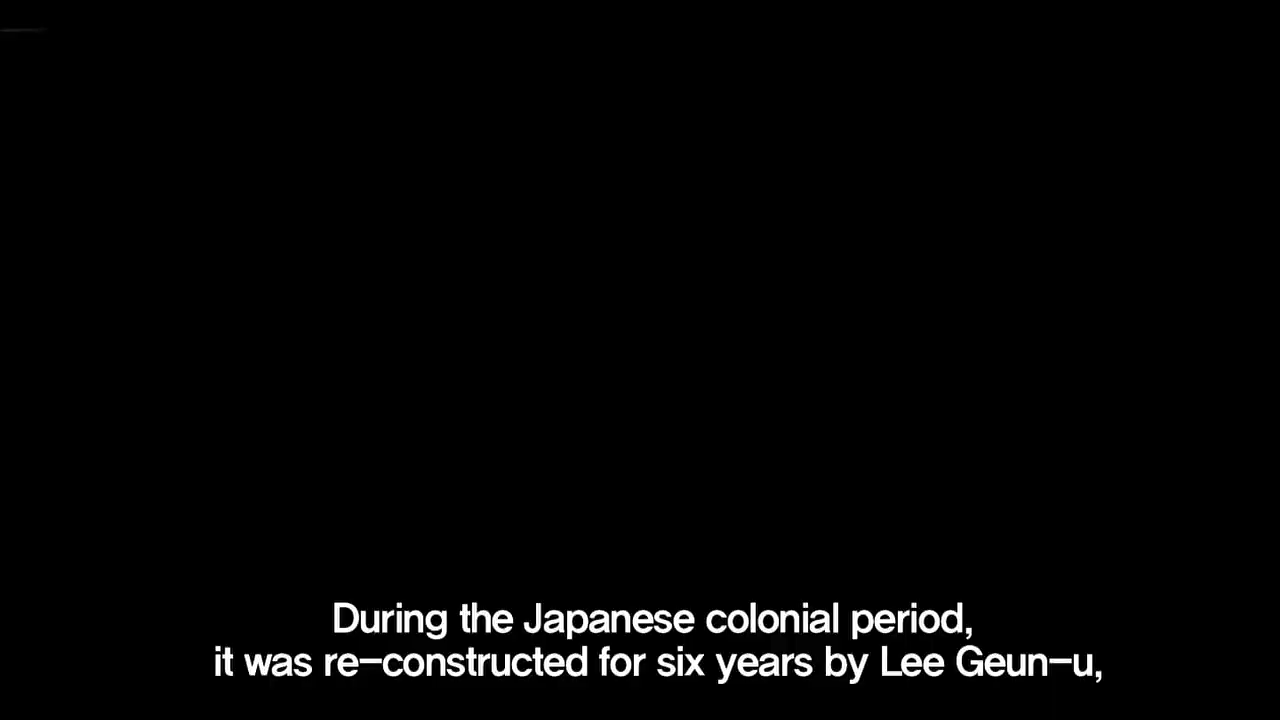 During the Japanese colonial period,
it was re-constructed for six years by Lee Geun-u,